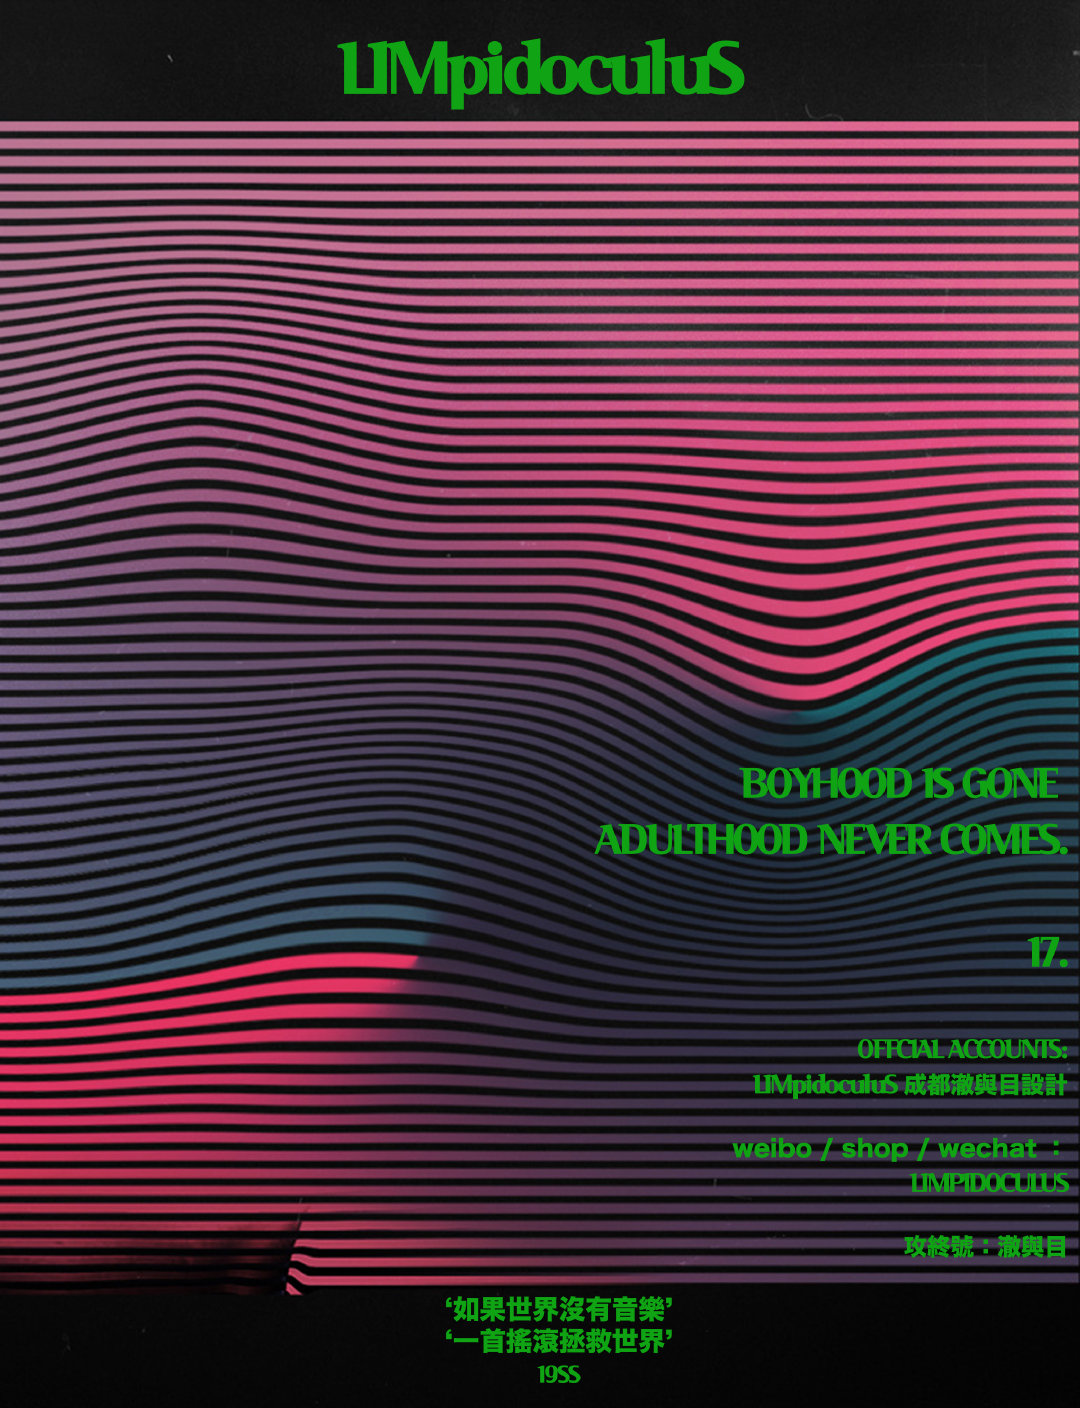 LIMpidoculuS
BOYHOOD IS GONE
ADULTHOOD NEVER COMES.
17.
OFFCIAL ACCOUNTS:
LIMpidoculuS 成都澈與目設計
weibo / shop / wechat ：
LIMPIDOCULUS
攻終號：澈與目
‘如果世界沒有音樂’
‘一首搖滾拯救世界’
19SS